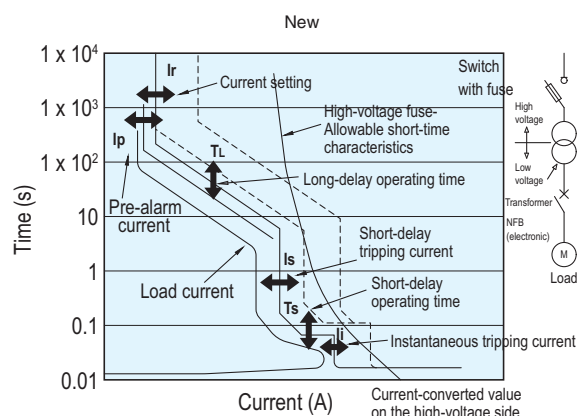 New
1 x 10⁴
1 x 10³
1 x 10²
10
1
0.1
0.01
Time (s)
Current (A)
Ir
Current setting
Ip
Pre-alarm
current
High-voltage fuse-
Allowable short-time
characteristics
TL
Long-delay operating time
Load current
Is
Short-delay
tripping current
Ts
Short-delay
operating time
Ii
Instantaneous tripping current
Current-converted value
on the high-voltage side
Switch
with fuse
High
voltage
Low
voltage
Transformer
NFB
(electronic)
M
Load